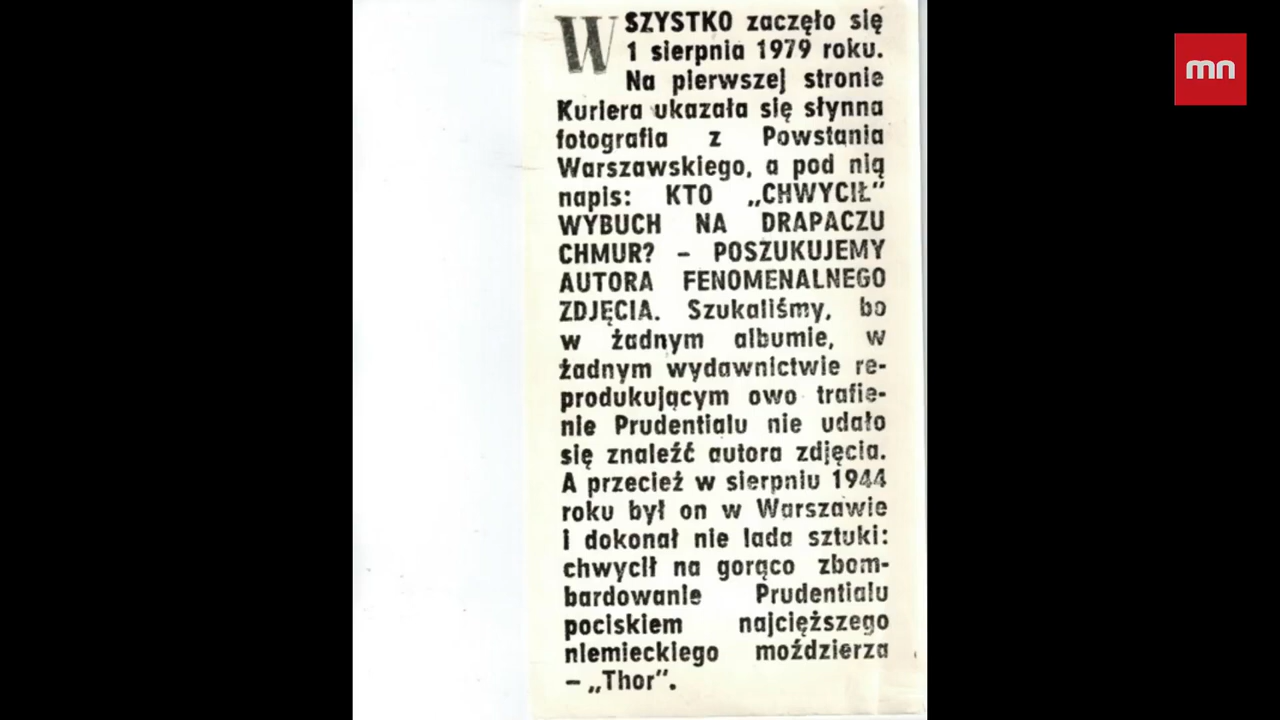 WSZYSTKO zaczęło się
1 sierpnia 1979 roku.
Na pierwszej stronie
Kuriera ukazała się słynna
fotografia z Powstania
Warszawskiego, a pod nią
napis: KTO „CHWYCIŁ”
WYBUCH NA DRAPACZU
CHMUR? – POSZUKUJEMY
AUTORA FENOMENALNEGO
ZDJĘCIA. Szukaliśmy, bo
w żadnym albumie, w
żadnym wydawnictwie re-
produkującym owo trafie-
nie Prudentialu nie udało
się znaleźć autora zdjęcia.
A przecież w sierpniu 1944
roku był on w Warszawie
i dokonał nie lada sztuki:
chwycił na gorąco zbom-
bardowanie Prudentialu
pociskiem najcięższego
niemieckiego moździerza
– „Thor”.
mn